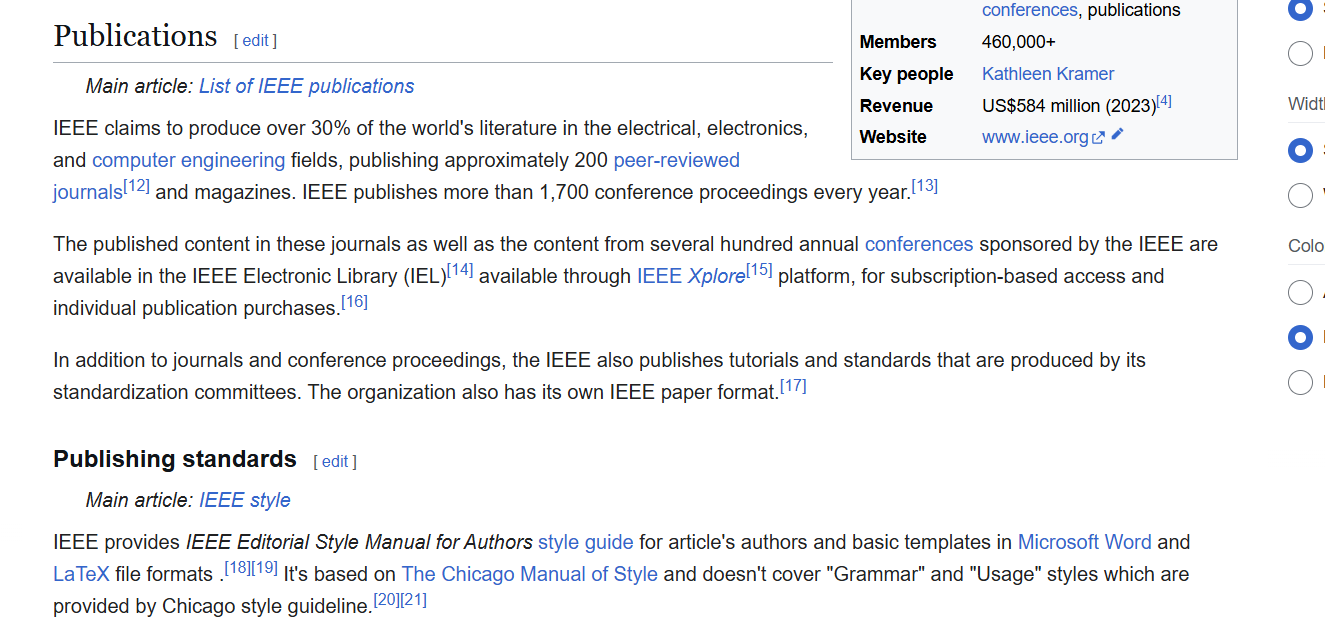 Publications [ edit ]
Main article: List of IEEE publications
IEEE claims to produce over 30% of the world's literature in the electrical, electronics,
and computer engineering fields, publishing approximately 200 peer-reviewed
journals[12] and magazines. IEEE publishes more than 1,700 conference proceedings every year.[13]
The published content in these journals as well as the content from several hundred annual conferences sponsored by the IEEE are
available in the IEEE Electronic Library (IEL)[14] available through IEEE Xplore[15] platform, for subscription-based access and
individual publication purchases.[16]
In addition to journals and conference proceedings, the IEEE also publishes tutorials and standards that are produced by its
standardization committees. The organization also has its own IEEE paper format.[17]
Publishing standards [ edit ]
Main article: IEEE style
IEEE provides IEEE Editorial Style Manual for Authors style guide for article's authors and basic templates in Microsoft Word and
LaTeX file formats .[18][19] It's based on The Chicago Manual of Style and doesn't cover "Grammar" and "Usage" styles which are
provided by Chicago style guideline.[20][21]
conferences, publications
Members 460,000+
Key people Kathleen Kramer
Revenue US$584 million (2023)[4]
Website www.ieee.org